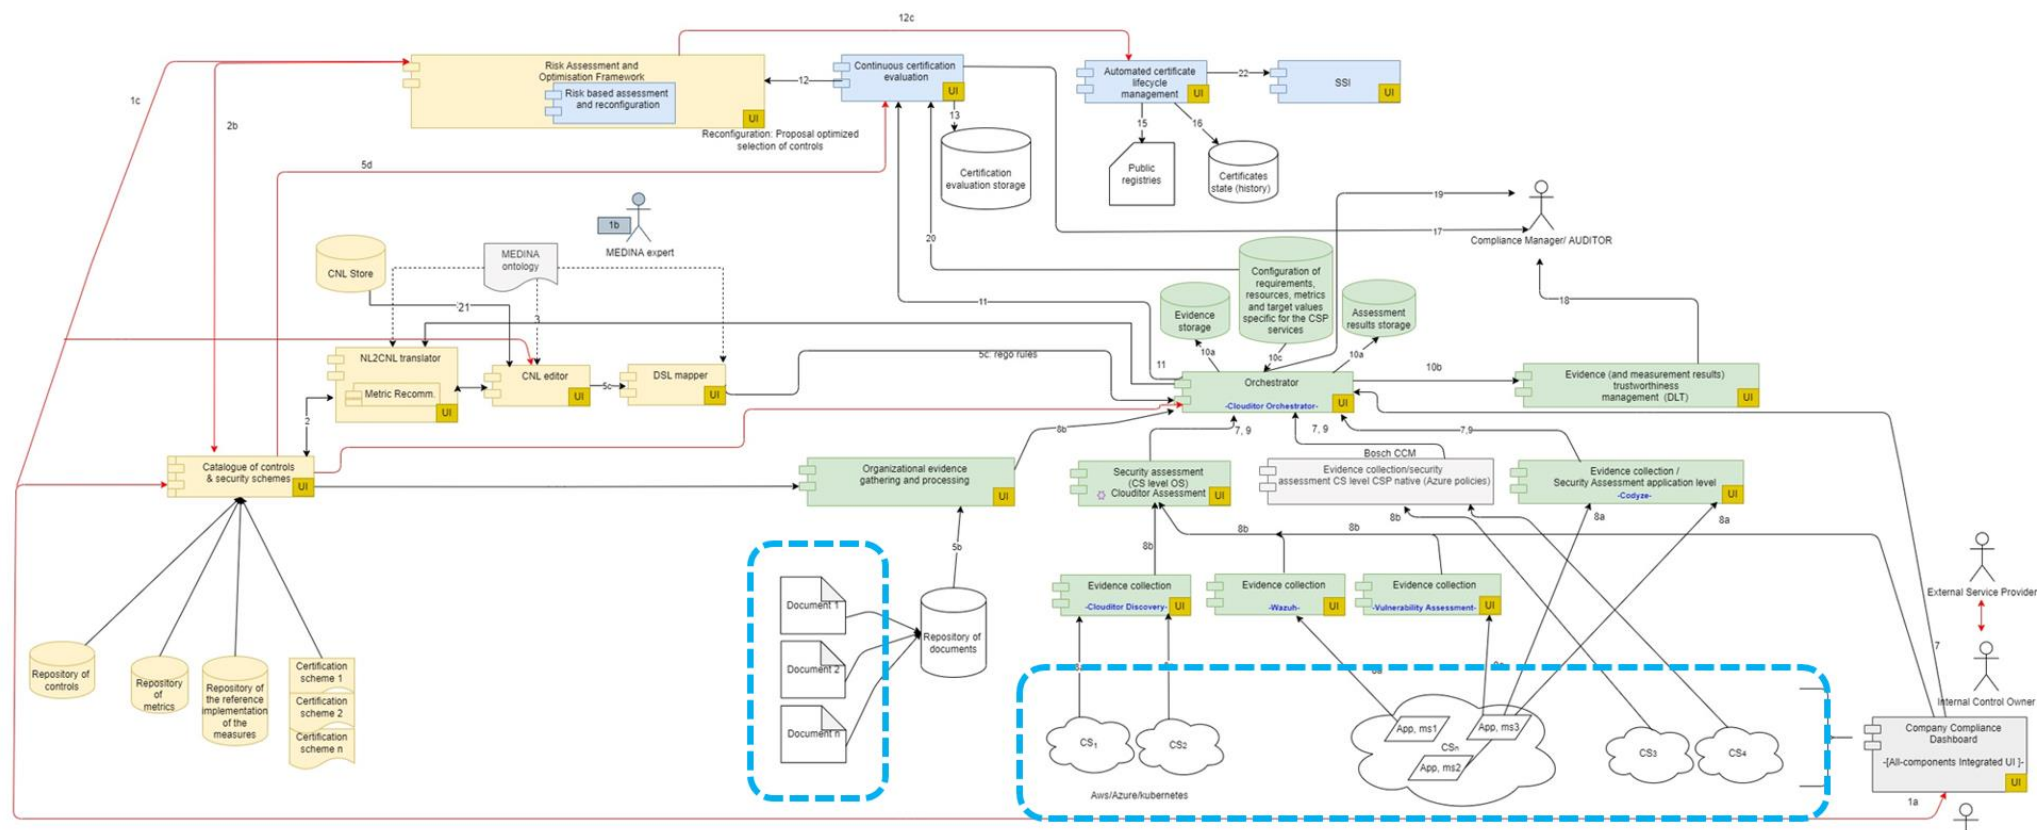 12c
Risk Assessment and
Optimisation Framework
Risk based assessment
and reconfiguration
UI
Reconfiguration: Proposal optimized
selection of controls
12
Continuous certification
evaluation
UI
13
Certification
evaluation storage
Automated certificate
lifecycle
management
UI
22
SSI
UI
15
16
Public
registries
Certificates
state (history)
1c
2b
5d
19
17
20
Compliance Manager/ AUDITOR
1b
MEDINA expert
CNL Store
MEDINA
ontology
21
3
11
18
Evidence
storage
Configuration of
requirements,
resources, metrics
and target values
specific for the CSP
services
Assessment
results storage
10a
10c
10a
NL2CNL translator
Metric Recomm.
UI
CNL editor
UI
5c
DSL mapper
UI
5c: rego rules
11
Orchestrator
-Clouditor Orchestrator-
UI
10b
Evidence (and measurement results)
trustworthiness
management (DLT)
UI
2
8b
7, 9
7, 9
7,9
Catalogue of controls
& security schemes
UI
Organizational evidence
gathering and processing
UI
Security assessment
(CS level OS)
Clouditor Assessment
UI
Bosch CCM
Evidence collection/security
assessment CS level CSP native (Azure policies)
Evidence collection /
Security Assessment application level
-Codyze-
UI
5b
8b
8b
8b
8b
8a
8a
Evidence collection
-Clouditor Discovery-
UI
Evidence collection
-Wazuh-
UI
Evidence collection
-Vulnerability Assessment-
UI
External Service Provider
7
Internal Control Owner
Document 1
Document 2
Document n
Repository of
documents
Repository of
controls
Repository
of
metrics
Repository of
the reference
implementation
of the
measures
Certification
scheme 1
Certification
scheme 2
Certification
scheme n
CS1
CS2
App, ms1
App, ms3
CSn
App, ms2
CS3
CS4
Aws/Azure/kubernetes
Company Compliance
Dashboard
-[All-components Integrated UI ]-
UI
1a